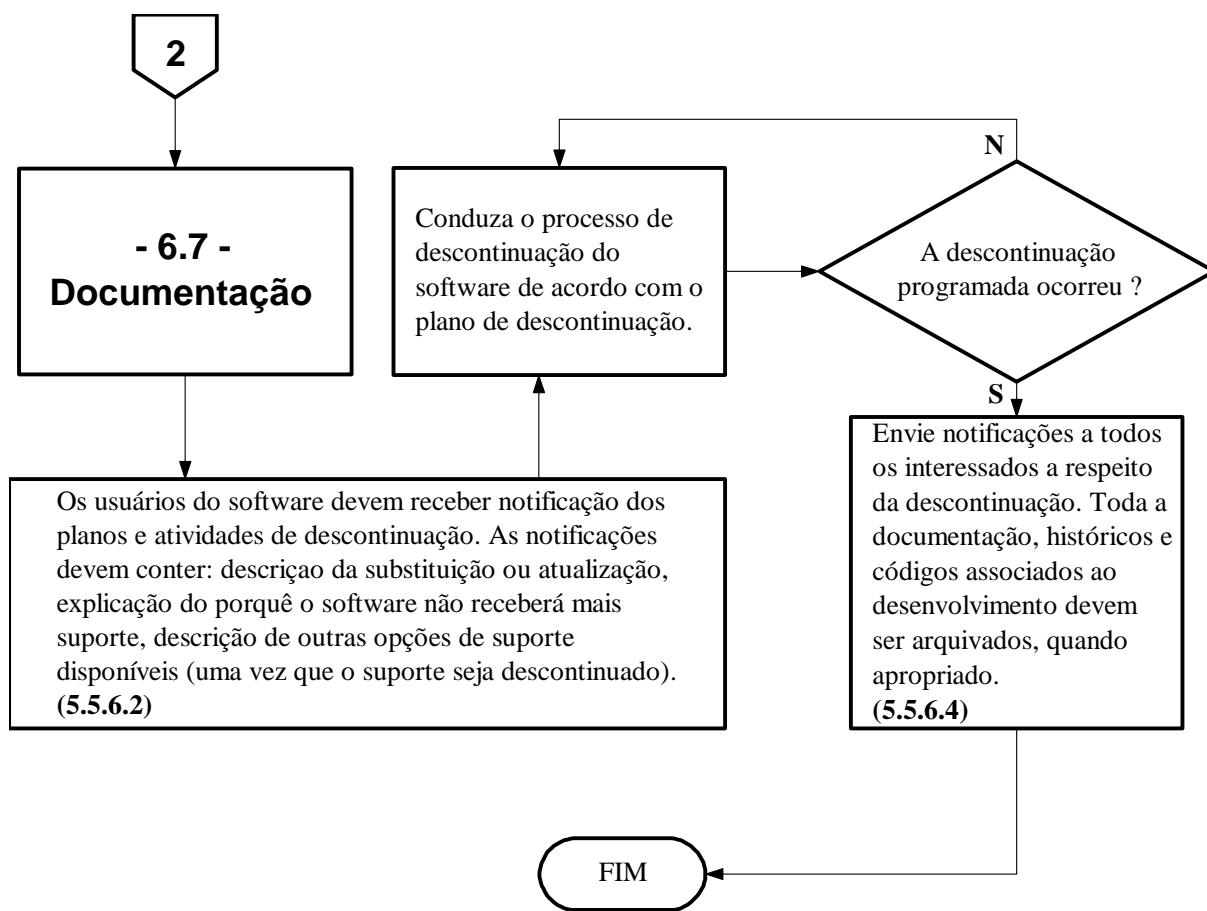 2
- 6.7 -
Documentação
Os usuários do software devem receber notificação dos
planos e atividades de descontinuação. As notificações
devem conter: descriçao da substituição ou atualização,
explicação do porquê o software não receberá mais
suporte, descrição de outras opções de suporte
disponíveis (uma vez que o suporte seja descontinuado).
(5.5.6.2)
Conduza o processo de
descontinuação do
software de acordo com o
plano de descontinuação.
A descontinuação
programada ocorreu ?
N
S
Envie notificações a todos
os interessados a respeito
da descontinuação. Toda a
documentação, históricos e
códigos associados ao
desenvolvimento devem
ser arquivados, quando
apropriado.
(5.5.6.4)
FIM